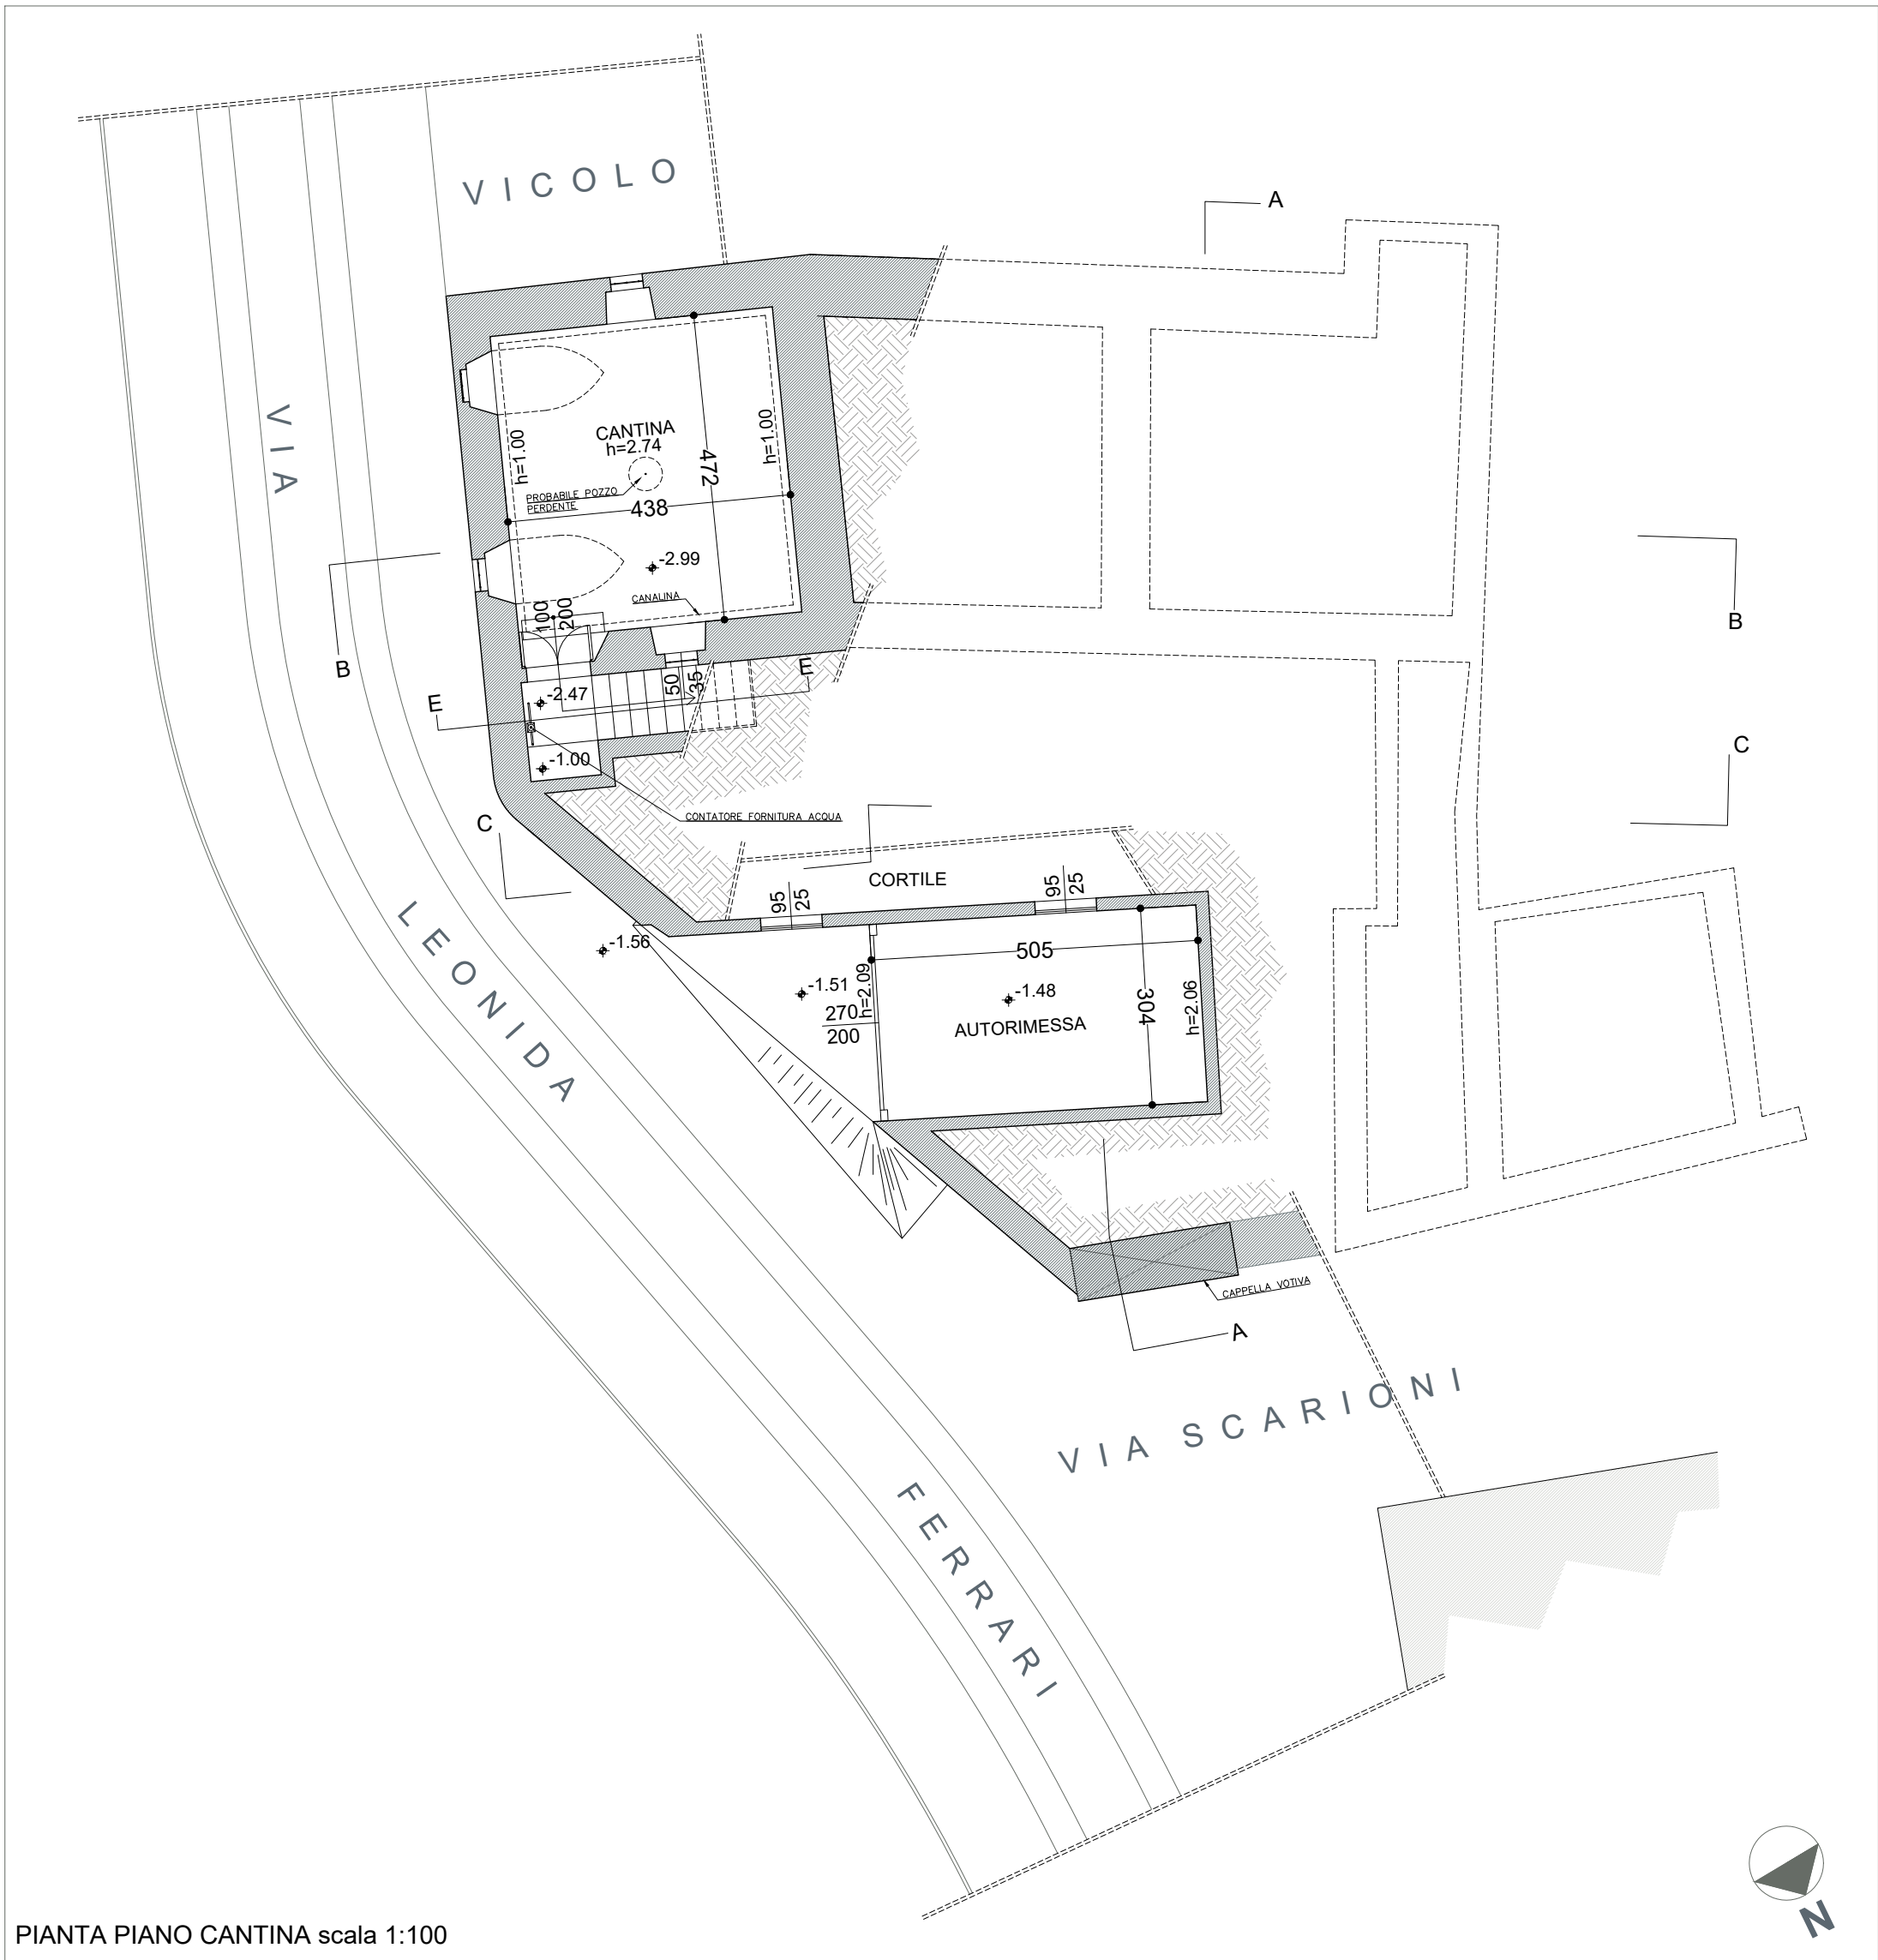 VICOLO
A
VIA
CANTINA
h=2.74
h=1.00
h=1.00
472
PROBABILE POZZO
PERDENTE
438
-2.99
CANALINA
100
200
B
B
E
E
-2.47
50
35
-1.00
CONTATORE FORNITURA ACQUA
C
C
CORTILE
95
25
95
25
-1.56
LEONIDA
505
-1.51
h=2.09
-1.48
304
h=2.06
270
200
AUTORIMESSA
CAPPELLA VOTIVA
A
VIA SCARIONI
FERRARI
N
PIANTA PIANO CANTINA scala 1:100